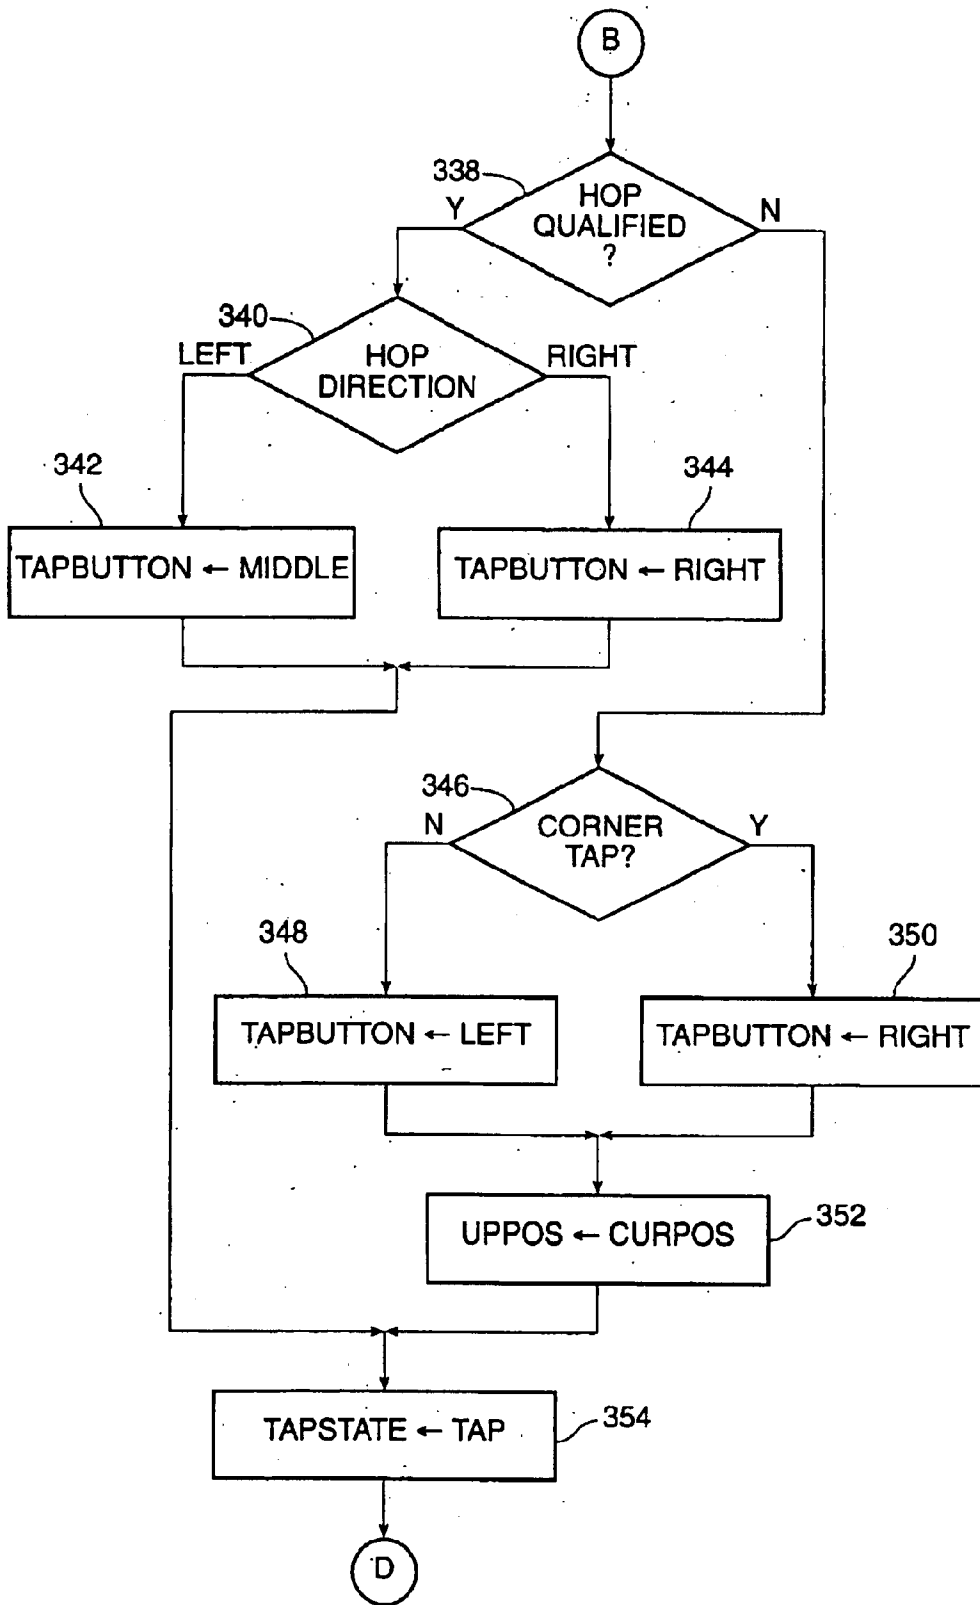 B
338
HOP
QUALIFIED
?
Y
N
340
HOP
DIRECTION
LEFT
RIGHT
342
TAPBUTTON ← MIDDLE
344
TAPBUTTON ← RIGHT
346
CORNER
TAP?
N
Y
348
TAPBUTTON ← LEFT
350
TAPBUTTON ← RIGHT
UPPOS ← CURPOS
352
TAPSTATE ← TAP
354
D